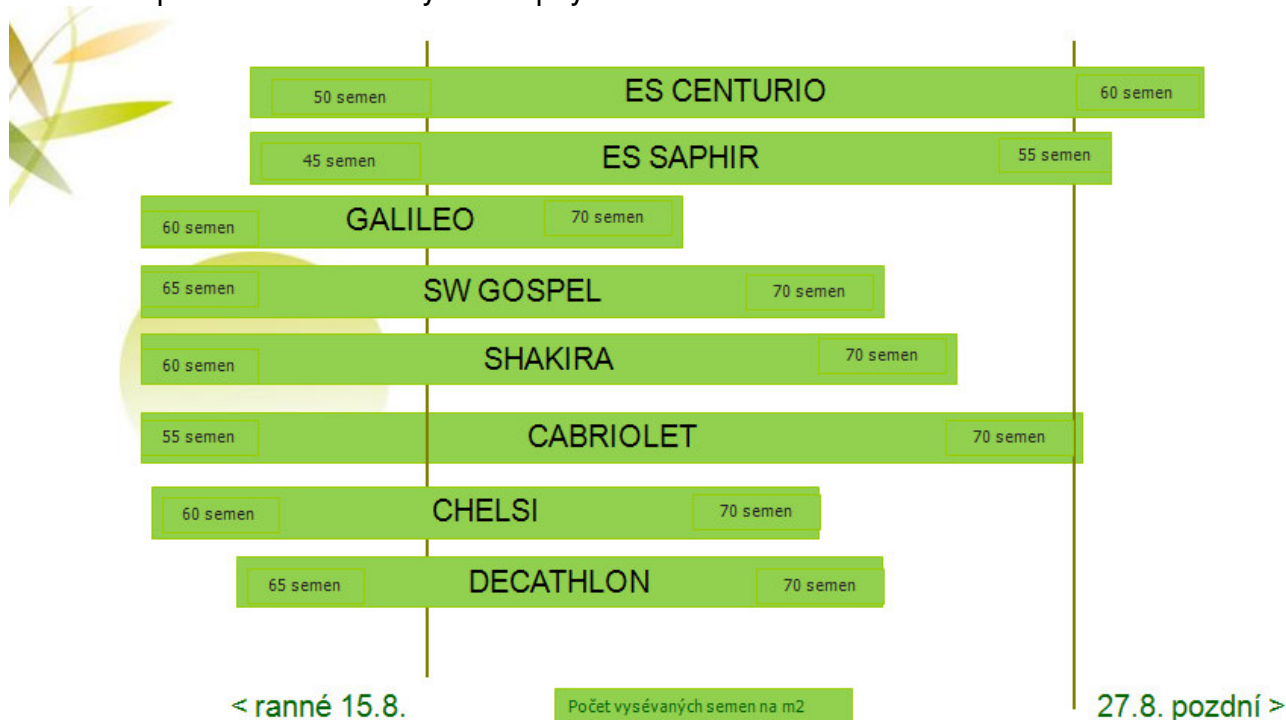 50 semen ES CENTURIO 60 semen
45 semen ES SAPHIR 55 semen
60 semen GALILEO 70 semen
65 semen SW GOSPEL 70 semen
60 semen SHAKIRA 70 semen
55 semen CABRIOLET 70 semen
60 semen CHELSI 70 semen
65 semen DECATHLON 70 semen
< ranné 15.8. Počet vysévaných semen na m2 27.8. pozdní >